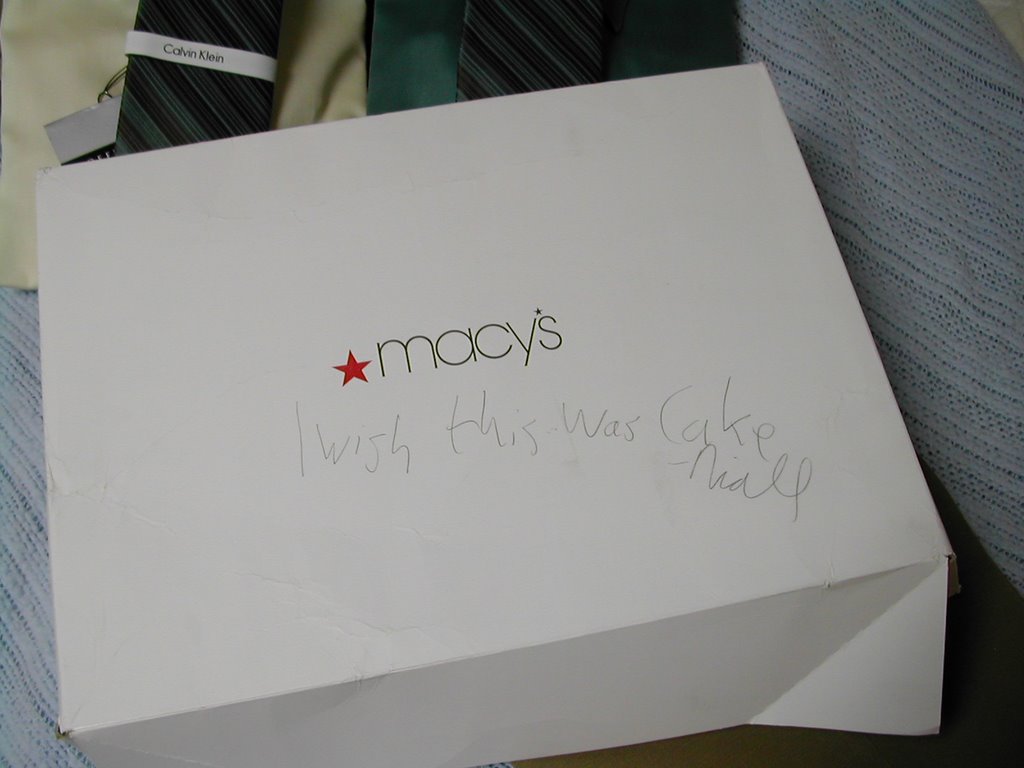 Calvin Klein
macy's
I wish this was Cake
-Niall